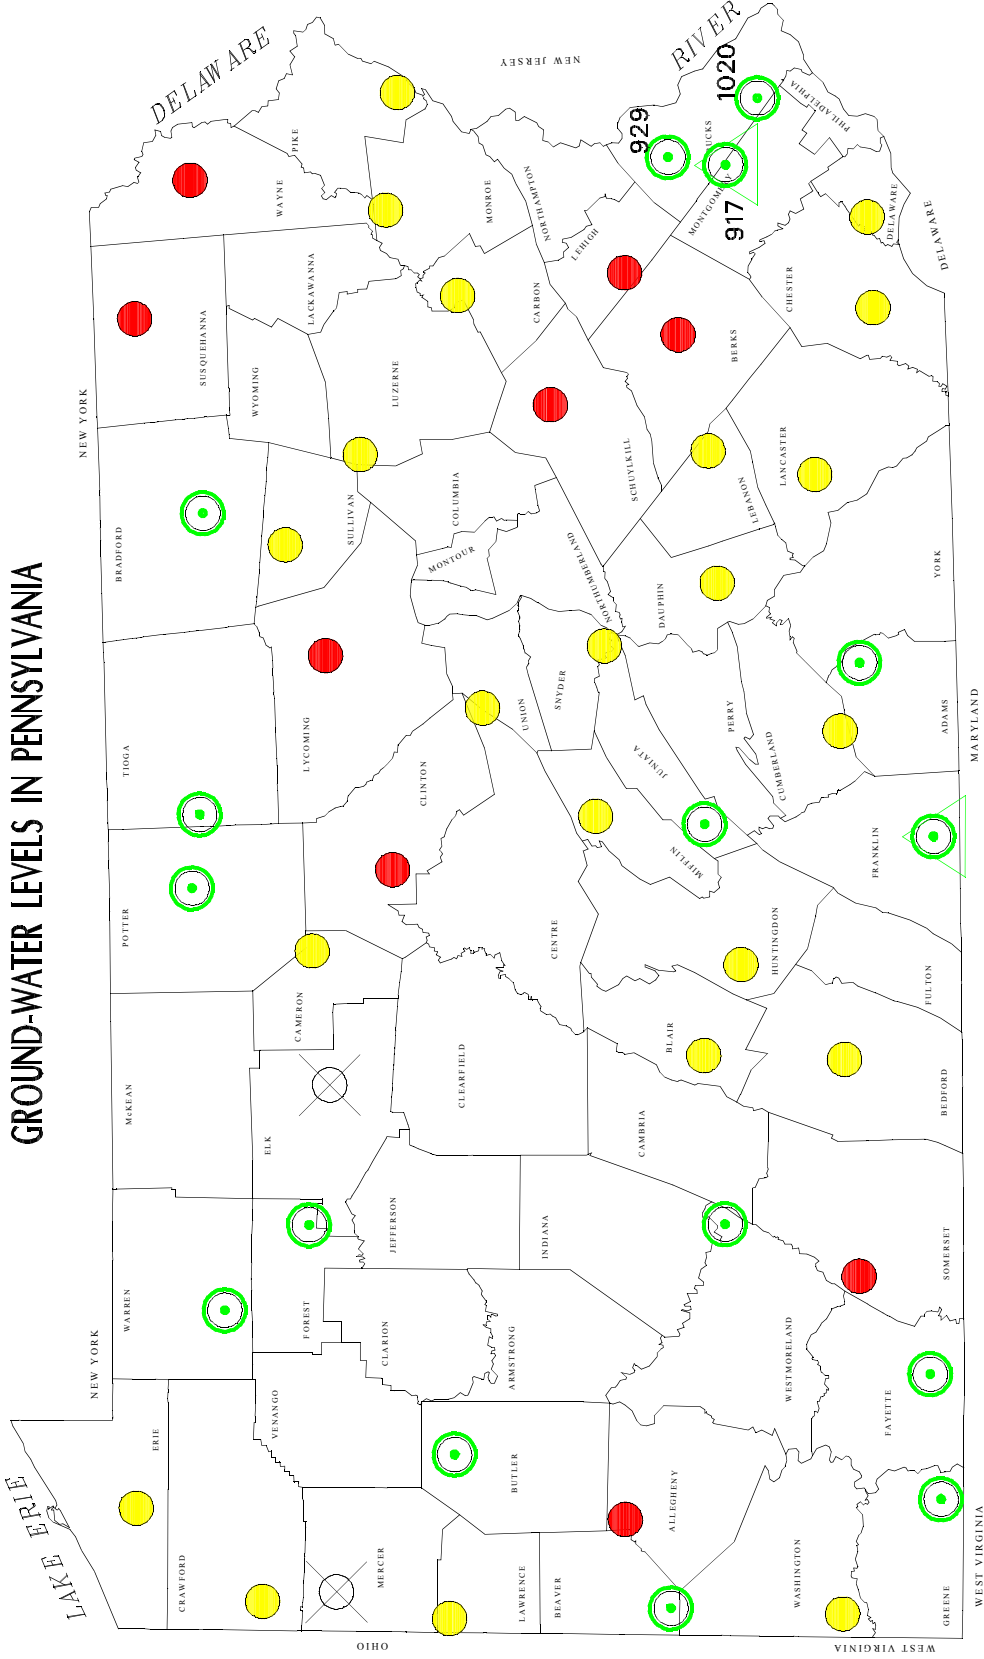 GROUND-WATER LEVELS IN PENNSYLVANIA
LAKE ERIE
NEW YORK
NEW YORK
DELAWARE
RIVER
NEW JERSEY
ERIE
WARREN
McKEAN
POTTER
TIOGA
BRADFORD
SUSQUEHANNA
WAYNE
PIKE
CRAWFORD
VENANGO
FOREST
ELK
CAMERON
LYCOMING
SULLIVAN
WYOMING
LACKAWANNA
MERCER
CLARION
JEFFERSON
CLEARFIELD
CLINTON
MONTOUR
COLUMBIA
LUZERNE
MONROE
LAWRENCE
BUTLER
ARMSTRONG
INDIANA
CENTRE
UNION
SNYDER
NORTHUMBERLAND
SCHUYLKILL
CARBON
NORTHAMPTON
LEHIGH
BEAVER
ALLEGHENY
CAMBRIA
BLAIR
HUNTINGDON
MIFFLIN
JUNIATA
PERRY
DAUPHIN
LEBANON
BERKS
MONTGOMERY
BUCKS
929
1020
917
PHILADELPHIA
WASHINGTON
WESTMORELAND
SOMERSET
BEDFORD
FULTON
FRANKLIN
CUMBERLAND
ADAMS
YORK
LANCASTER
CHESTER
DELAWARE
DELAWARE
GREENE
FAYETTE
OHIO
WEST VIRGINIA
WEST VIRGINIA
MARYLAND